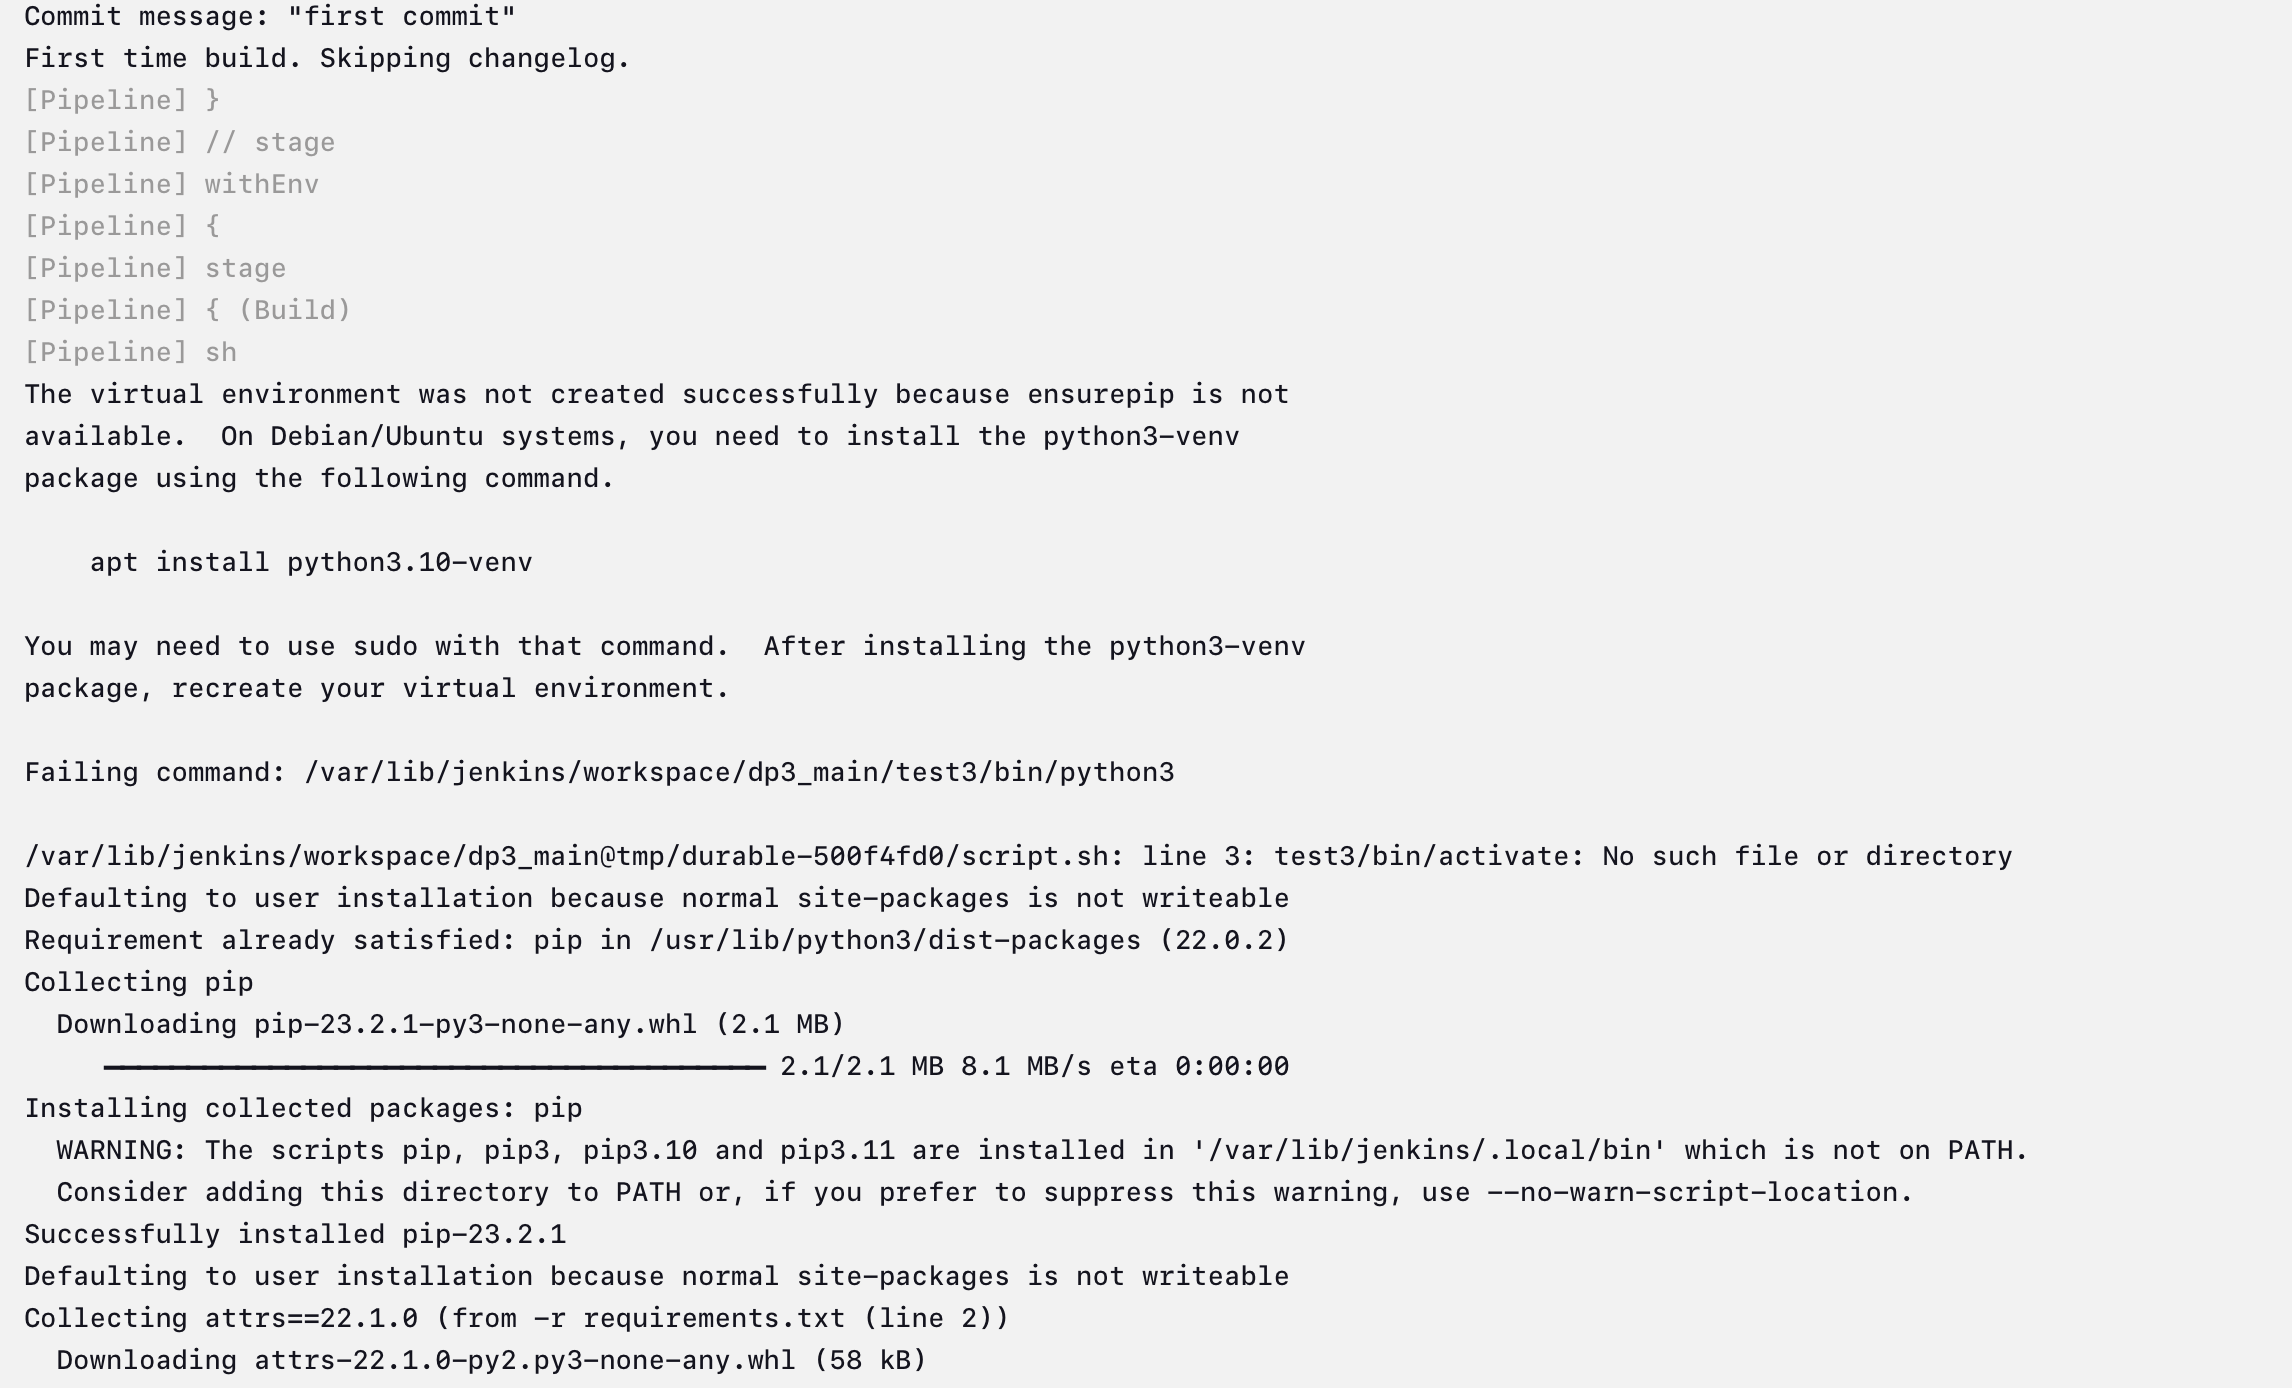 Commit message: "first commit"
First time build. Skipping changelog.
[Pipeline] }
[Pipeline] // stage
[Pipeline] withEnv
[Pipeline] {
[Pipeline] stage
[Pipeline] { (Build)
[Pipeline] sh
The virtual environment was not created successfully because ensurepip is not
available.  On Debian/Ubuntu systems, you need to install the python3-venv
package using the following command.

    apt install python3.10-venv

You may need to use sudo with that command.  After installing the python3-venv
package, recreate your virtual environment.

Failing command: /var/lib/jenkins/workspace/dp3_main/test3/bin/python3

/var/lib/jenkins/workspace/dp3_main@tmp/durable-500f4fd0/script.sh: line 3: test3/bin/activate: No such file or directory
Defaulting to user installation because normal site-packages is not writeable
Requirement already satisfied: pip in /usr/lib/python3/dist-packages (22.0.2)
Collecting pip
  Downloading pip-23.2.1-py3-none-any.whl (2.1 MB)
     ━━━━━━━━━━━━━━━━━━━━━━━━━━━━━━━━━━━━━━━━ 2.1/2.1 MB 8.1 MB/s eta 0:00:00
Installing collected packages: pip
  WARNING: The scripts pip, pip3, pip3.10 and pip3.11 are installed in '/var/lib/jenkins/.local/bin' which is not on PATH.
  Consider adding this directory to PATH or, if you prefer to suppress this warning, use --no-warn-script-location.
Successfully installed pip-23.2.1
Defaulting to user installation because normal site-packages is not writeable
Collecting attrs==22.1.0 (from -r requirements.txt (line 2))
  Downloading attrs-22.1.0-py2.py3-none-any.whl (58 kB)